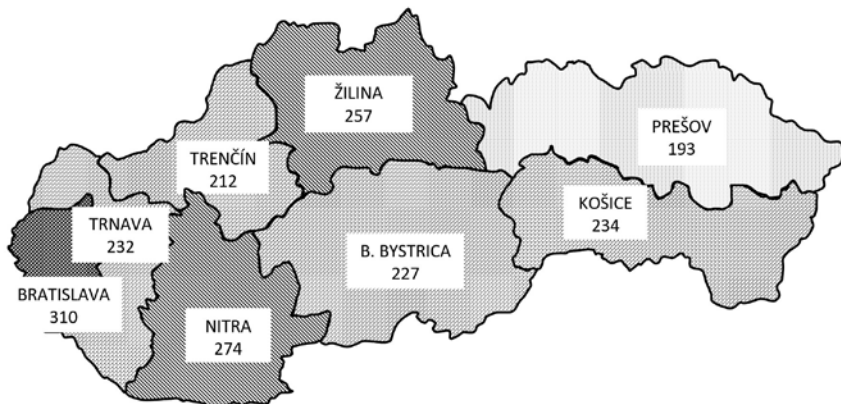 ŽILINA
257
PREŠOV
193
TRENČÍN
212
KOŠICE
234
TRNAVA
232
B. BYSTRICA
227
BRATISLAVA
310
NITRA
274